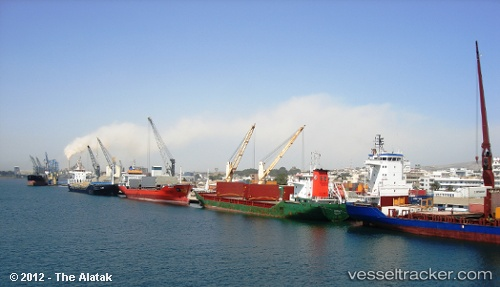 © 2012 - The Alatak
vesseltracker.com